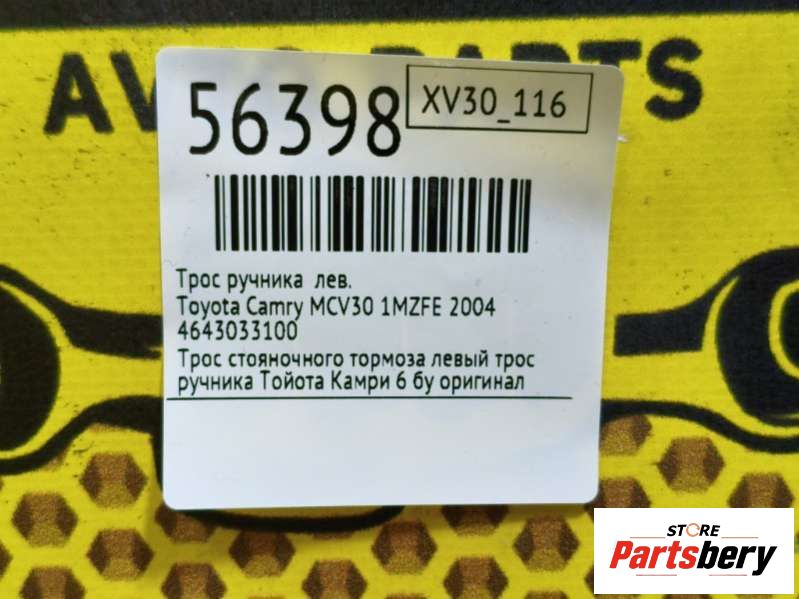 PARTS
56398
XV30_116
Трос ручника лев.
Toyota Camry MCV30 1MZFE 2004
4643033100
Трос стояночного тормоза левый трос
ручника Тойота Камри 6 бу оригинал
STORE
Partsbery